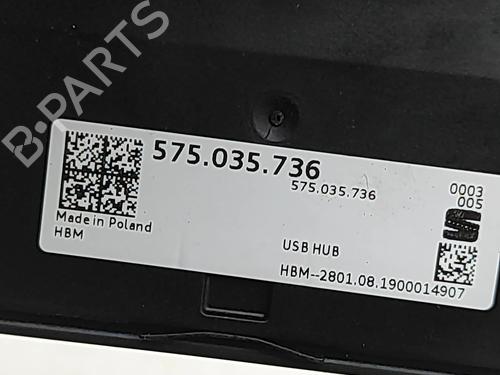 B-PARTS
575.035.736
575.035.736
0003
005
Made in Poland
HBM
USB HUB
HBM--2801.08.1900014907